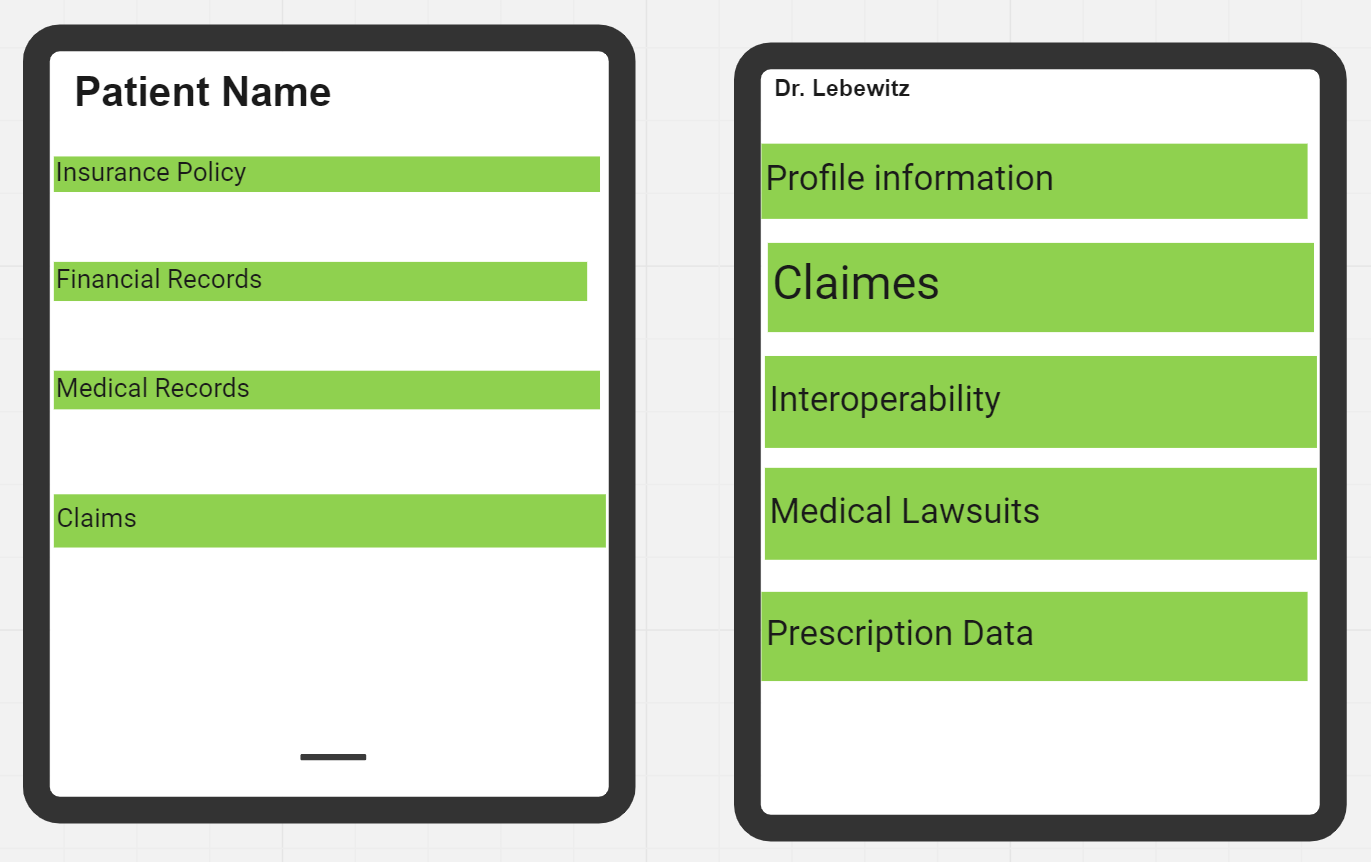 Patient Name
Insurance Policy
Financial Records
Medical Records
Claims
Dr. Lebewitz
Profile information
Claimes
Interoperability
Medical Lawsuits
Prescription Data